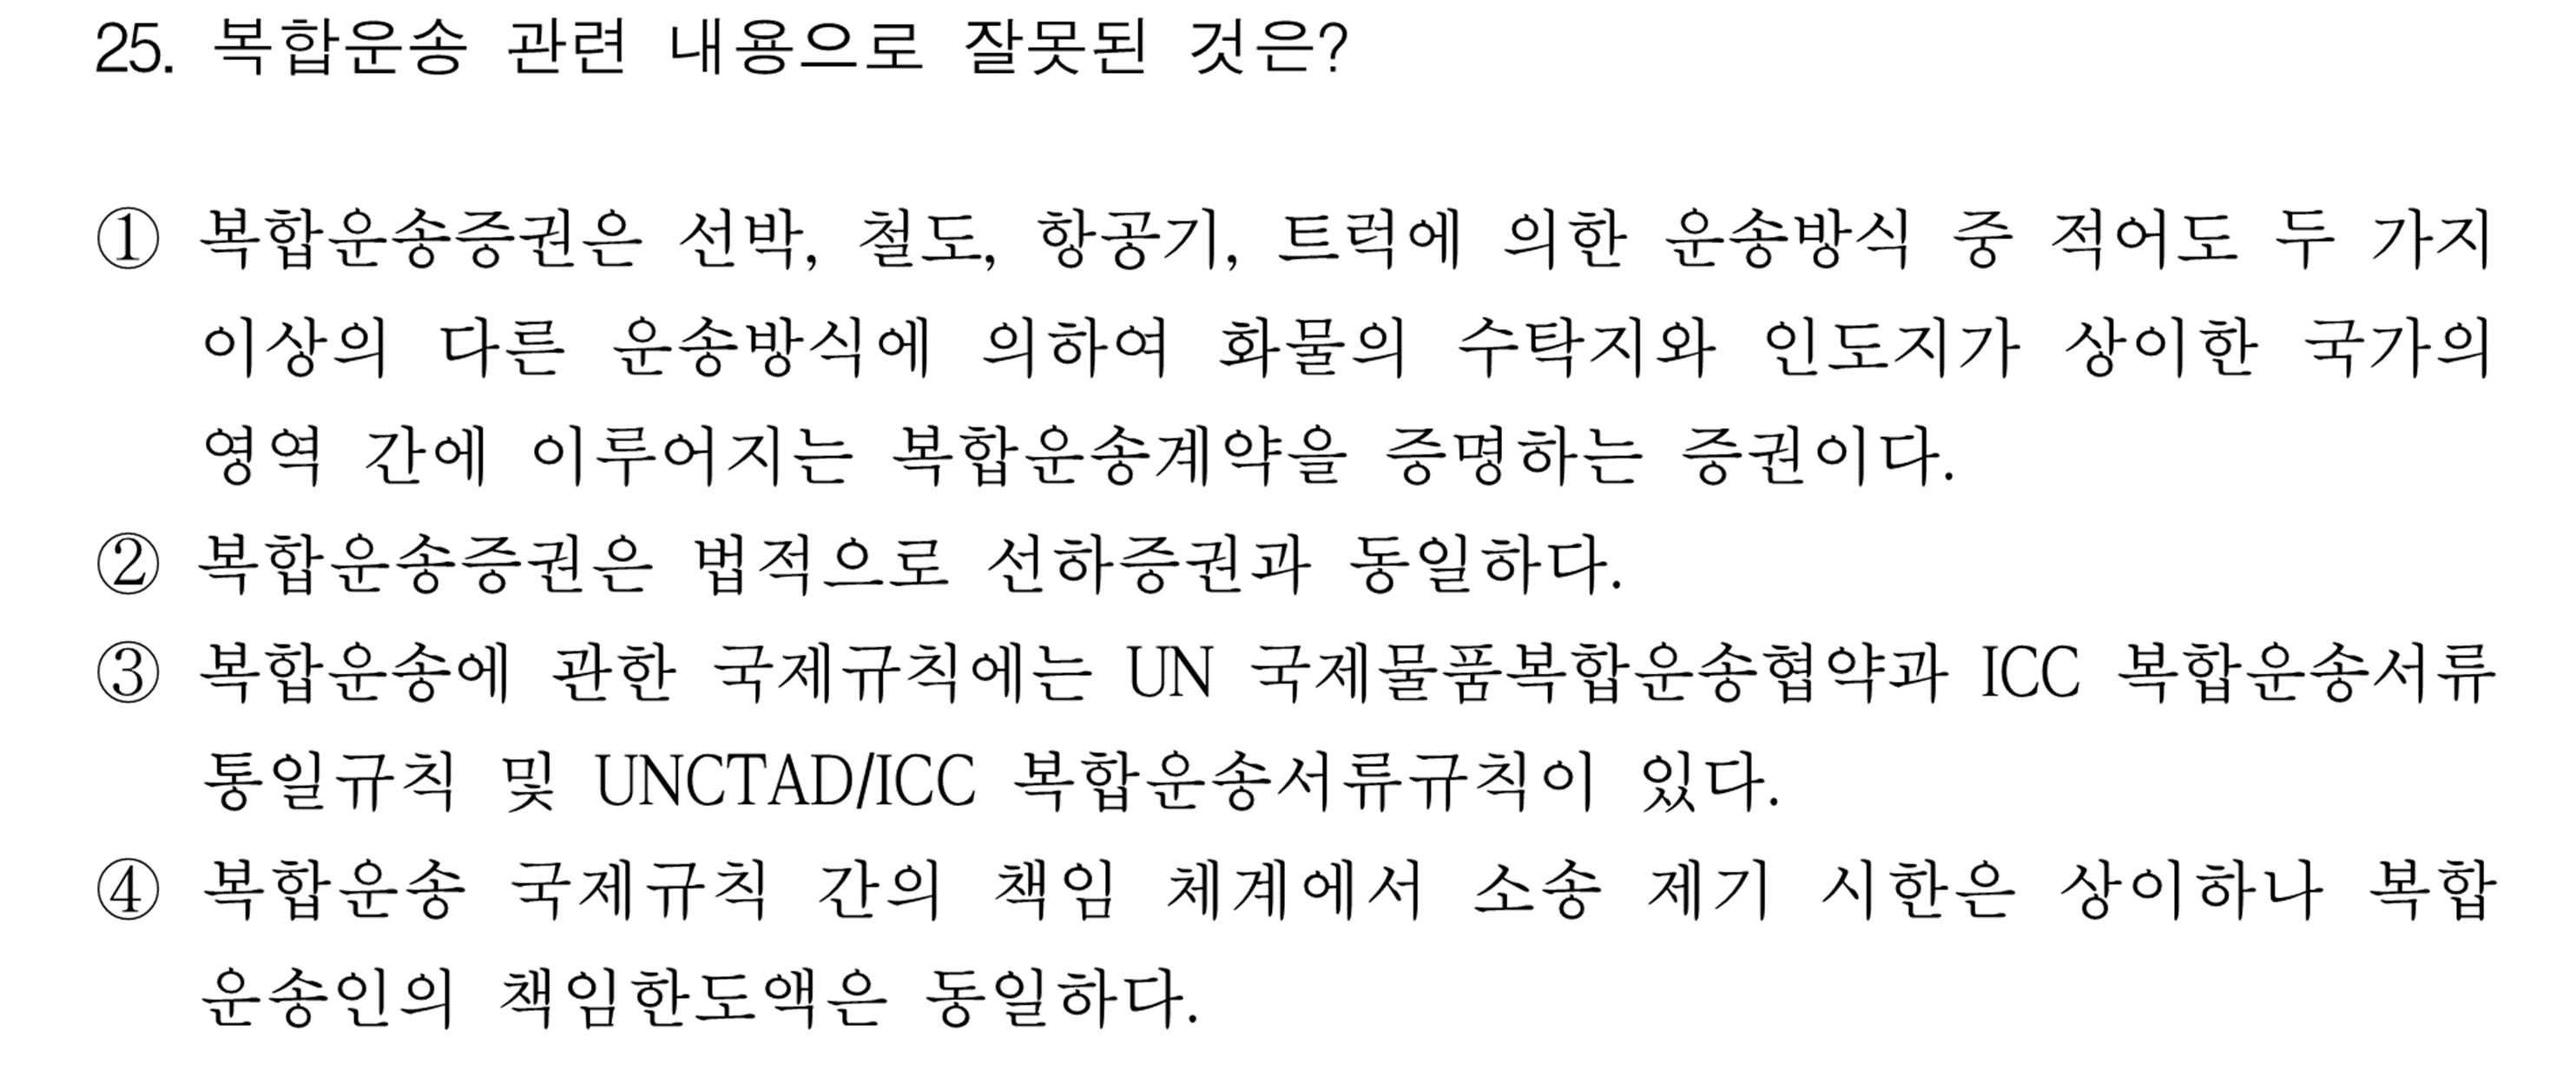 25. 복합운송 관련 내용으로 잘못된 것은?
① 복합운송증권은 선박, 철도, 항공기, 트럭에 의한 운송방식 중 적어도 두 가지
이상의 다른 운송방식에 의하여 화물의 수탁지와 인도지가 상이한 국가의
영역 간에 이루어지는 복합운송계약을 증명하는 증권이다.
② 복합운송증권은 법적으로 선하증권과 동일하다.
③ 복합운송에 관한 국제규칙에는 UN 국제물품복합운송협약과 ICC 복합운송서류
통일규칙 및 UNCTAD/ICC 복합운송서류규칙이 있다.
④ 복합운송 국제규칙 간의 책임 체계에서 소송 제기 시한은 상이하나 복합
운송인의 책임한도액은 동일하다.